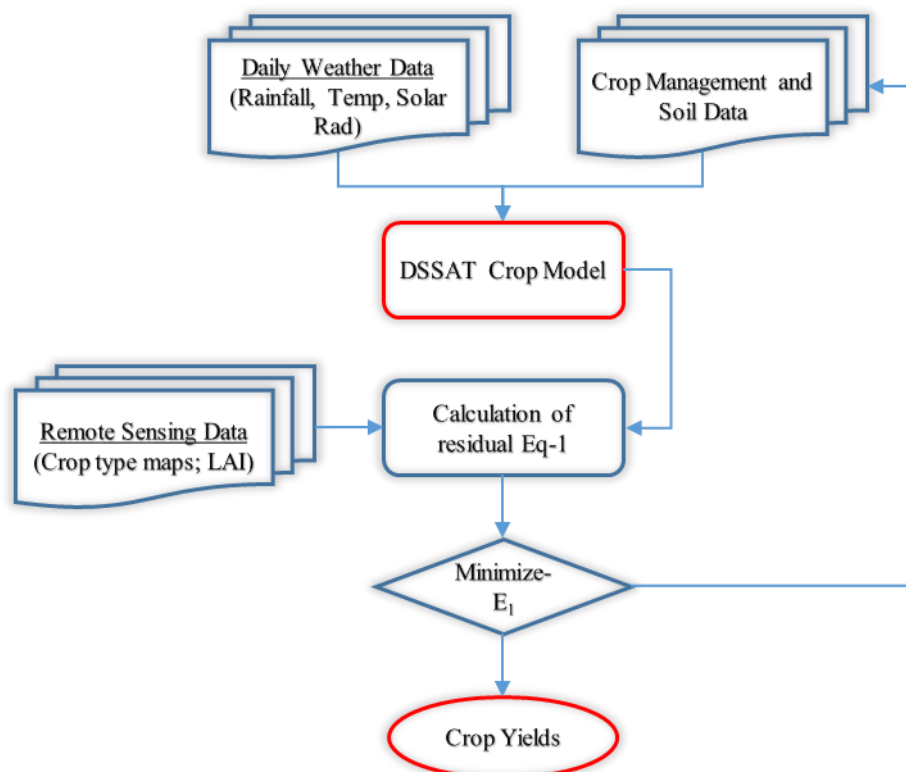 Daily Weather Data
(Rainfall, Temp, Solar
Rad)
Crop Management and
Soil Data
DSSAT Crop Model
Remote Sensing Data
(Crop type maps; LAI)
Calculation of
residual Eq-1
Minimize-
E₁
Crop Yields